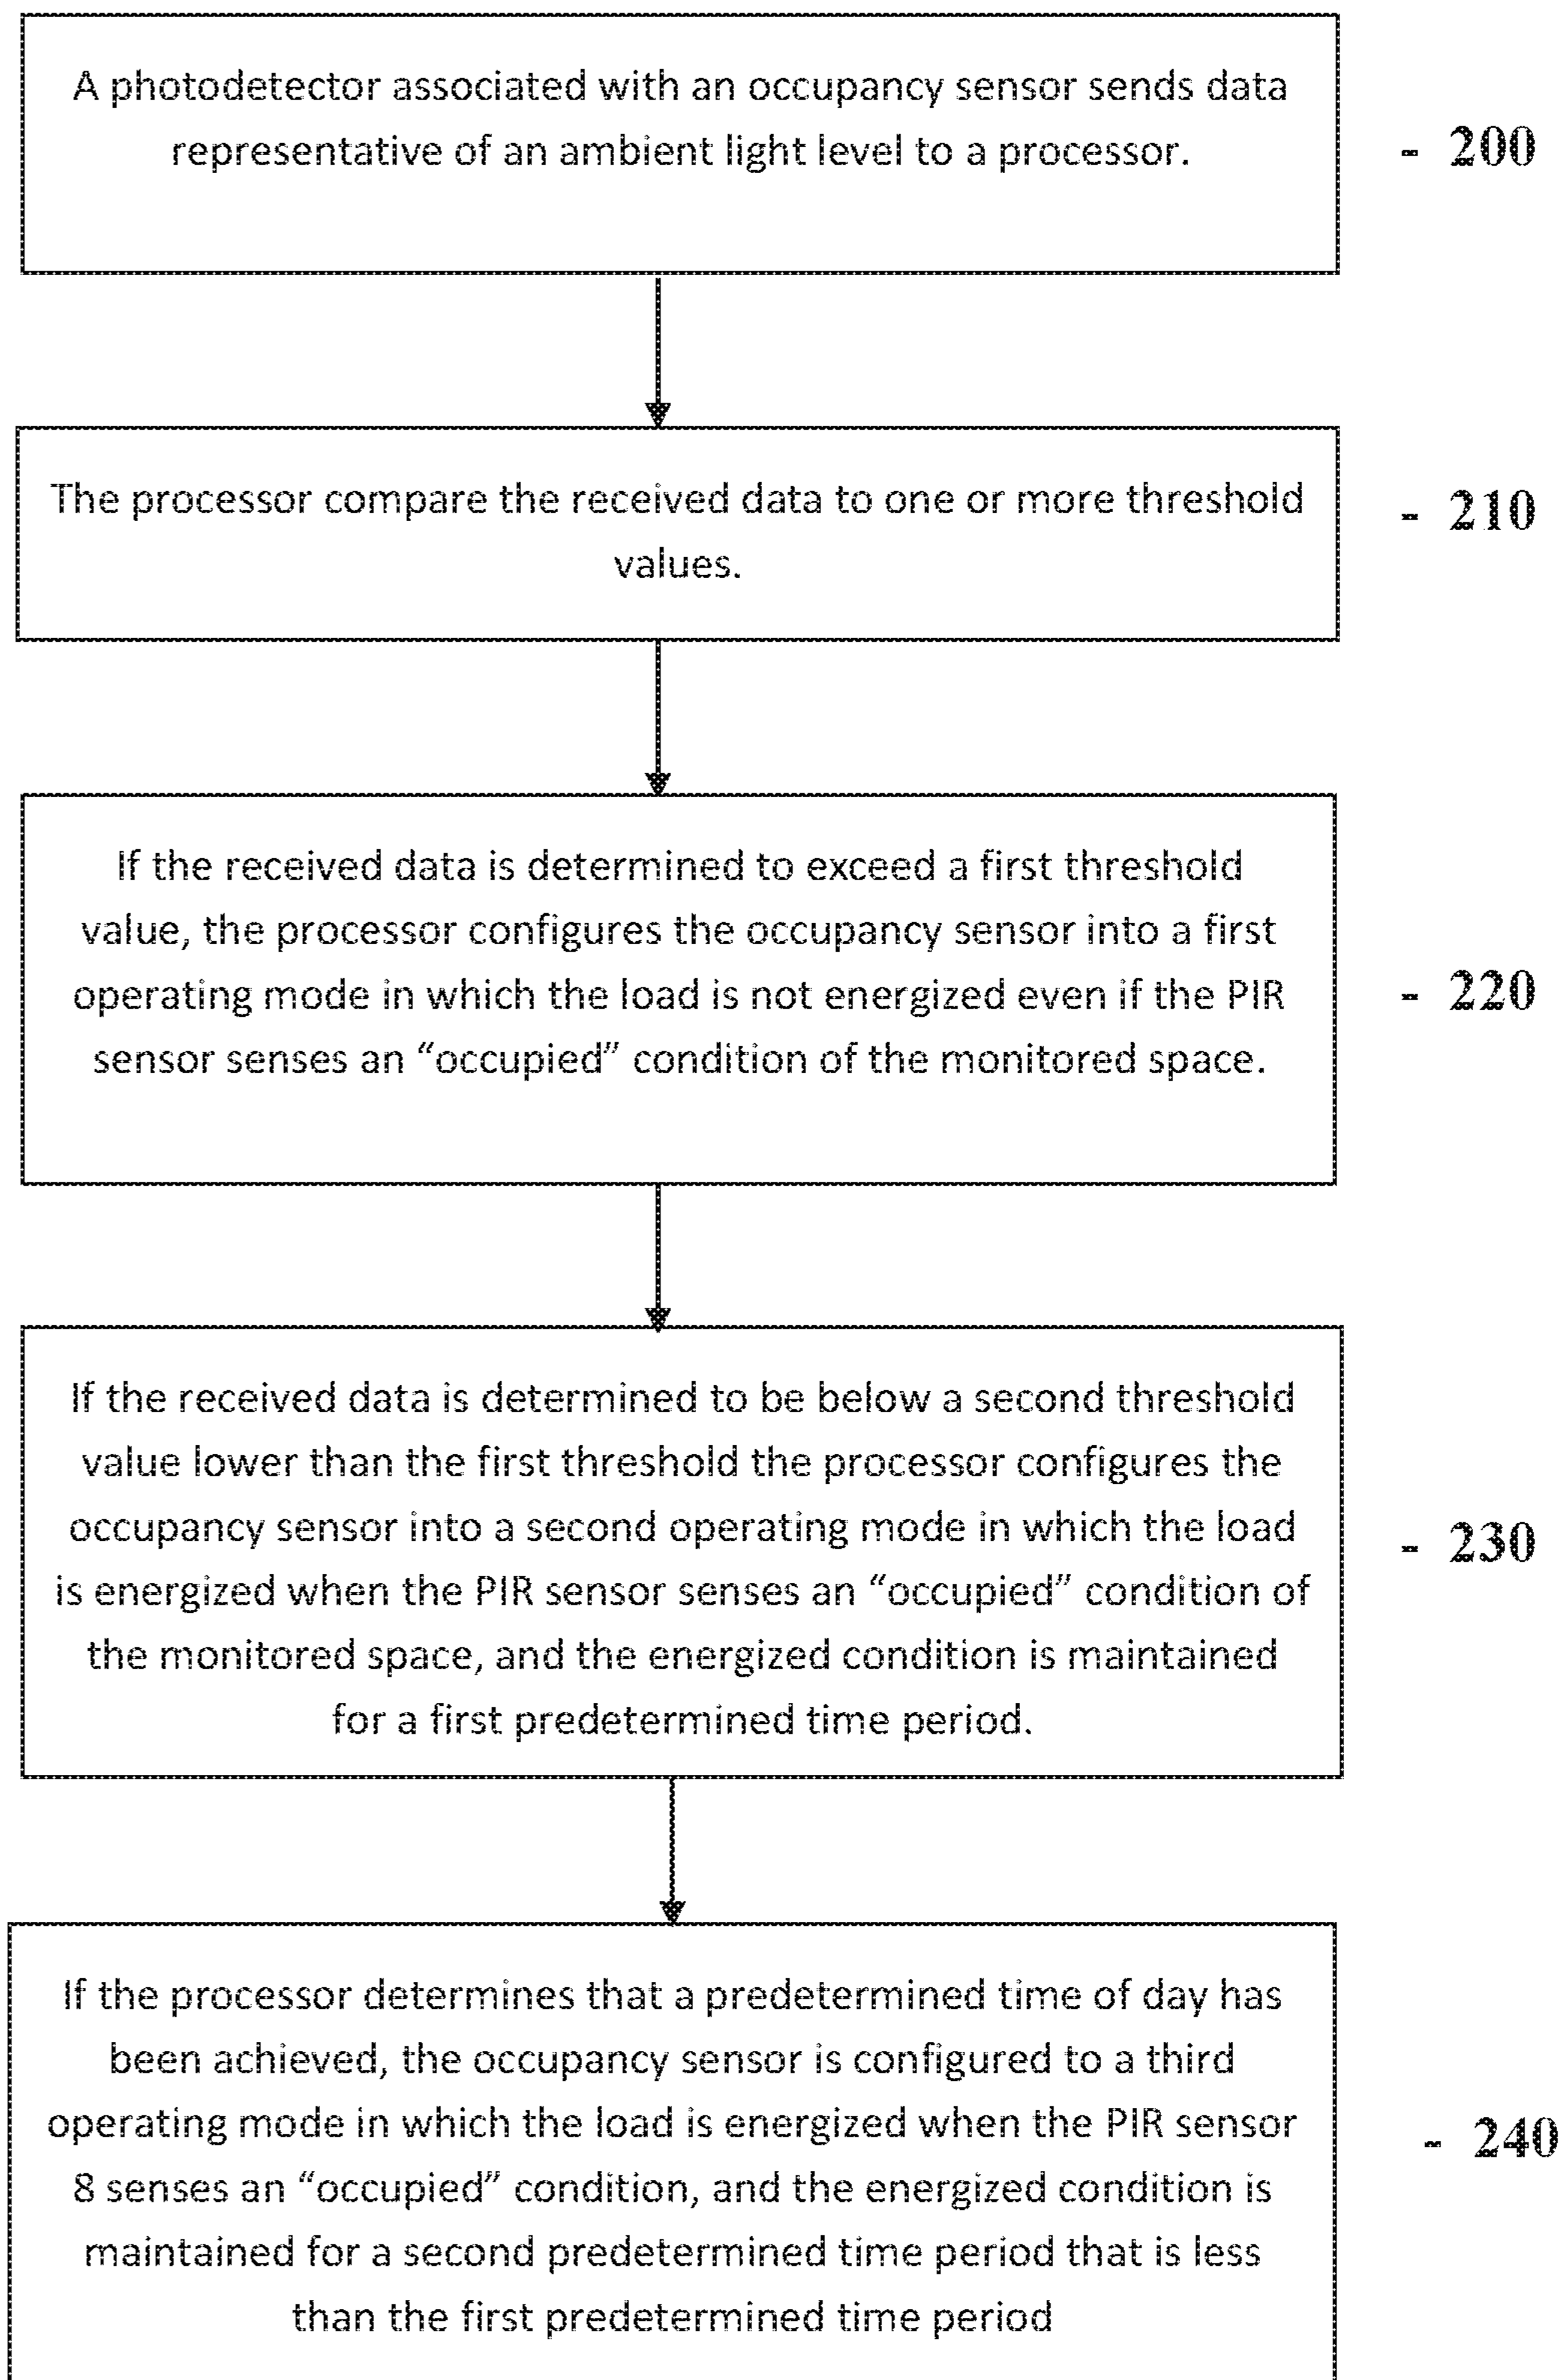 A photodetector associated with an occupancy sensor sends data
representative of an ambient light level to a processor.
- 200
The processor compare the received data to one or more threshold
values.
- 210
If the received data is determined to exceed a first threshold
value, the processor configures the occupancy sensor into a first
operating mode in which the load is not energized even if the PIR
sensor senses an “occupied” condition of the monitored space.
- 220
If the received data is determined to be below a second threshold
value lower than the first threshold the processor configures the
occupancy sensor into a second operating mode in which the load
is energized when the PIR sensor senses an “occupied” condition of
the monitored space, and the energized condition is maintained
for a first predetermined time period.
- 230
If the processor determines that a predetermined time of day has
been achieved, the occupancy sensor is configured to a third
operating mode in which the load is energized when the PIR sensor
8 senses an “occupied” condition, and the energized condition is
maintained for a second predetermined time period that is less
than the first predetermined time period
- 240